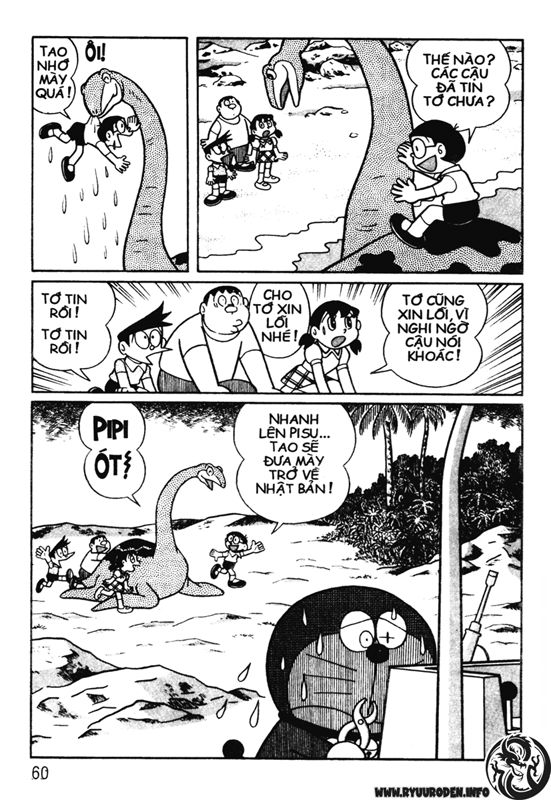 TAO
NHỚ
MÀY
QUÁ!
ÔI!
THẾ NÀO?
CÁC CẬU
ĐÃ TIN
TỚ CHƯA?
TỚ TIN
RỒI!
TỚ TIN
RỒI!
CHO
TỚ XIN
LỖI
NHÉ!
TỚ CŨNG
XIN LỖI, VÌ
NGHI NGỜ
CẬU NÓI
KHOÁC!
PIPI
ÓT
NHANH
LÊN PISU...
TAO SẼ
ĐƯA MÀY
TRỞ VỀ
NHẬT BẢN!
60
WWW.RYUURODEN.INFO